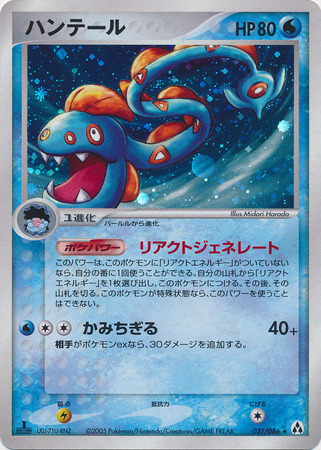 ハンテール
HP80
Illus.Midori Harada
1進化
パールルから進化
ポケパワー リアクトジェネレート
このパワーは、このポケモンに「リアクトエネルギー」がついていない
なら、自分の番に1回使うことができる。自分の山札から「リアクト
エネルギー」を1枚選び出し、このポケモンにつける。その後、その
山札を切る。このポケモンが特殊状態なら、このパワーを使うことは
できない。
かみちぎる 40+
相手がポケモンexなら、30ダメージを追加する。
弱点 抵抗力 にげる
1
EDITION
©2005 Pokémon/Nintendo/Creatures/GAME FREAK
031/086 ★